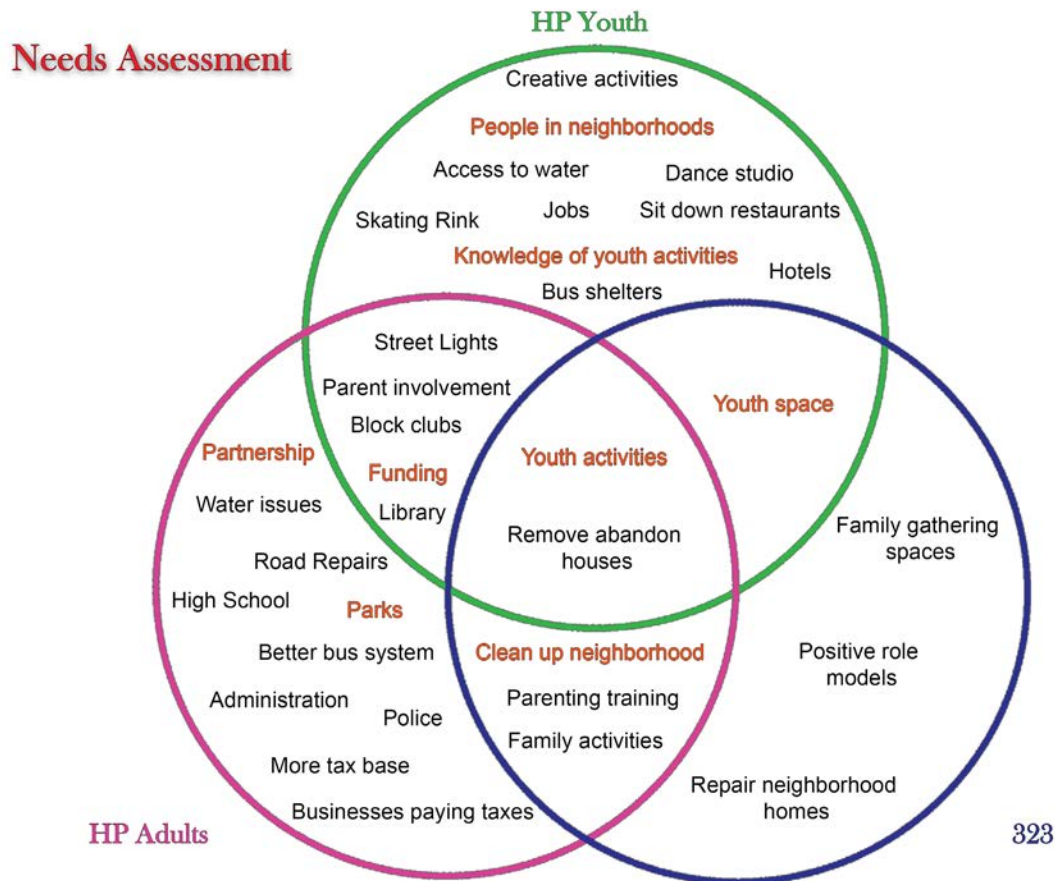 HP Youth
Needs Assessment
Creative activities
People in neighborhoods
Access to water
Dance studio
Skating Rink
Jobs
Sit down restaurants
Knowledge of youth activities
Hotels
Bus shelters
Street Lights
Parent involvement
Youth space
Block clubs
Partnership
Funding
Youth activities
Water issues
Library
Family gathering
spaces
Remove abandon
houses
Road Repairs
High School
Parks
Better bus system
Clean up neighborhood
Positive role
models
Administration
Parenting training
Police
Family activities
More tax base
Repair neighborhood
homes
Businesses paying taxes
HP Adults
323